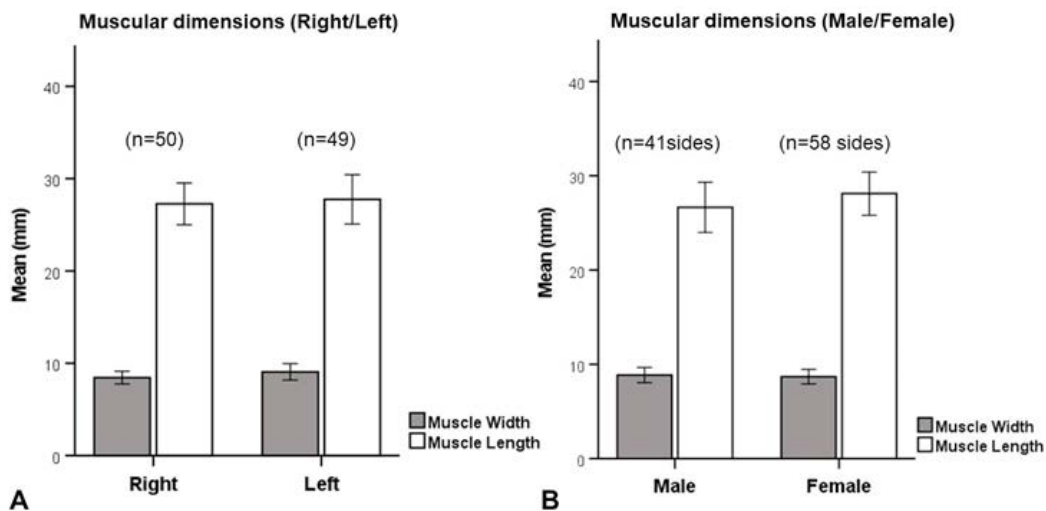 Muscular dimensions (Right/Left)
40
30
20
10
0
Mean (mm)
(n=50)
(n=49)
Right
Left
Muscle Width
Muscle Length
A
Muscular dimensions (Male/Female)
40
30
20
10
0
Mean (mm)
(n=41sides)
(n=58 sides)
Male
Female
Muscle Width
Muscle Length
B